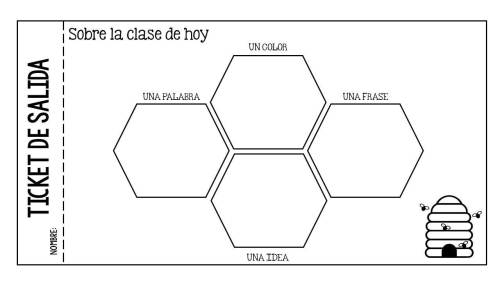 TICKET DE SALIDA
NOMBRE:
Sobre la clase de hoy
UN COLOR
UNA PALABRA
UNA FRASE
UNA IDEA